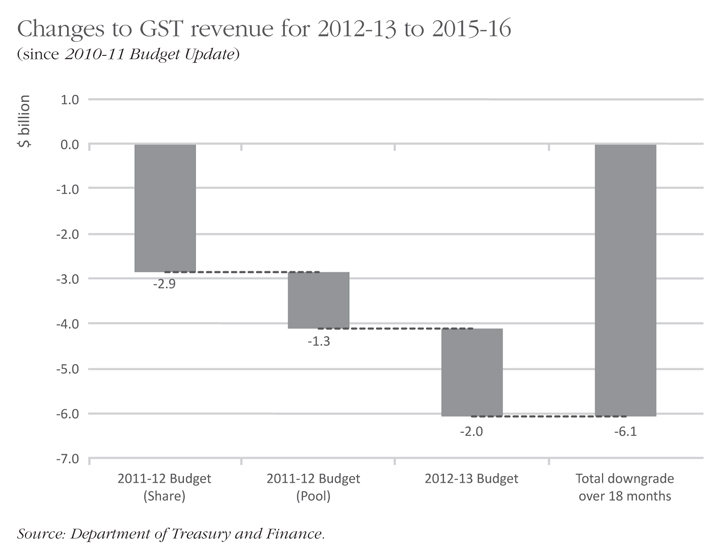 Changes to GST revenue for 2012-13 to 2015-16
(since 2010-11 Budget Update)
$ billion
1.0
0.0
-1.0
-2.0
-3.0
-4.0
-5.0
-6.0
-7.0
-2.9
-1.3
-2.0
-6.1
2011-12 Budget
(Share)
2011-12 Budget
(Pool)
2012-13 Budget
Total downgrade
over 18 months
Source: Department of Treasury and Finance.